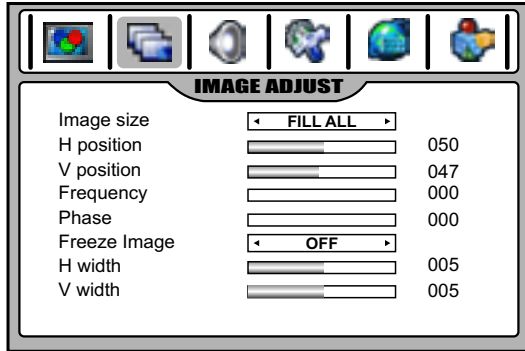 IMAGE ADJUST
Image size FILL ALL
H position 050
V position 047
Frequency 000
Phase 000
Freeze Image OFF
H width 005
V width 005